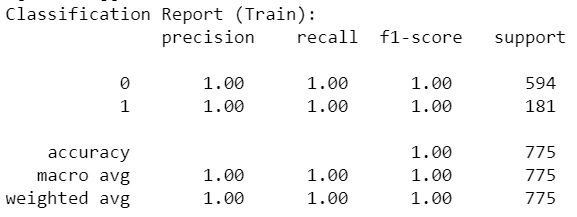 Classification Report (Train):
precision recall f1-score support
0 1.00 1.00 1.00 594
1 1.00 1.00 1.00 181
accuracy 1.00 775
macro avg 1.00 1.00 1.00 775
weighted avg 1.00 1.00 1.00 775